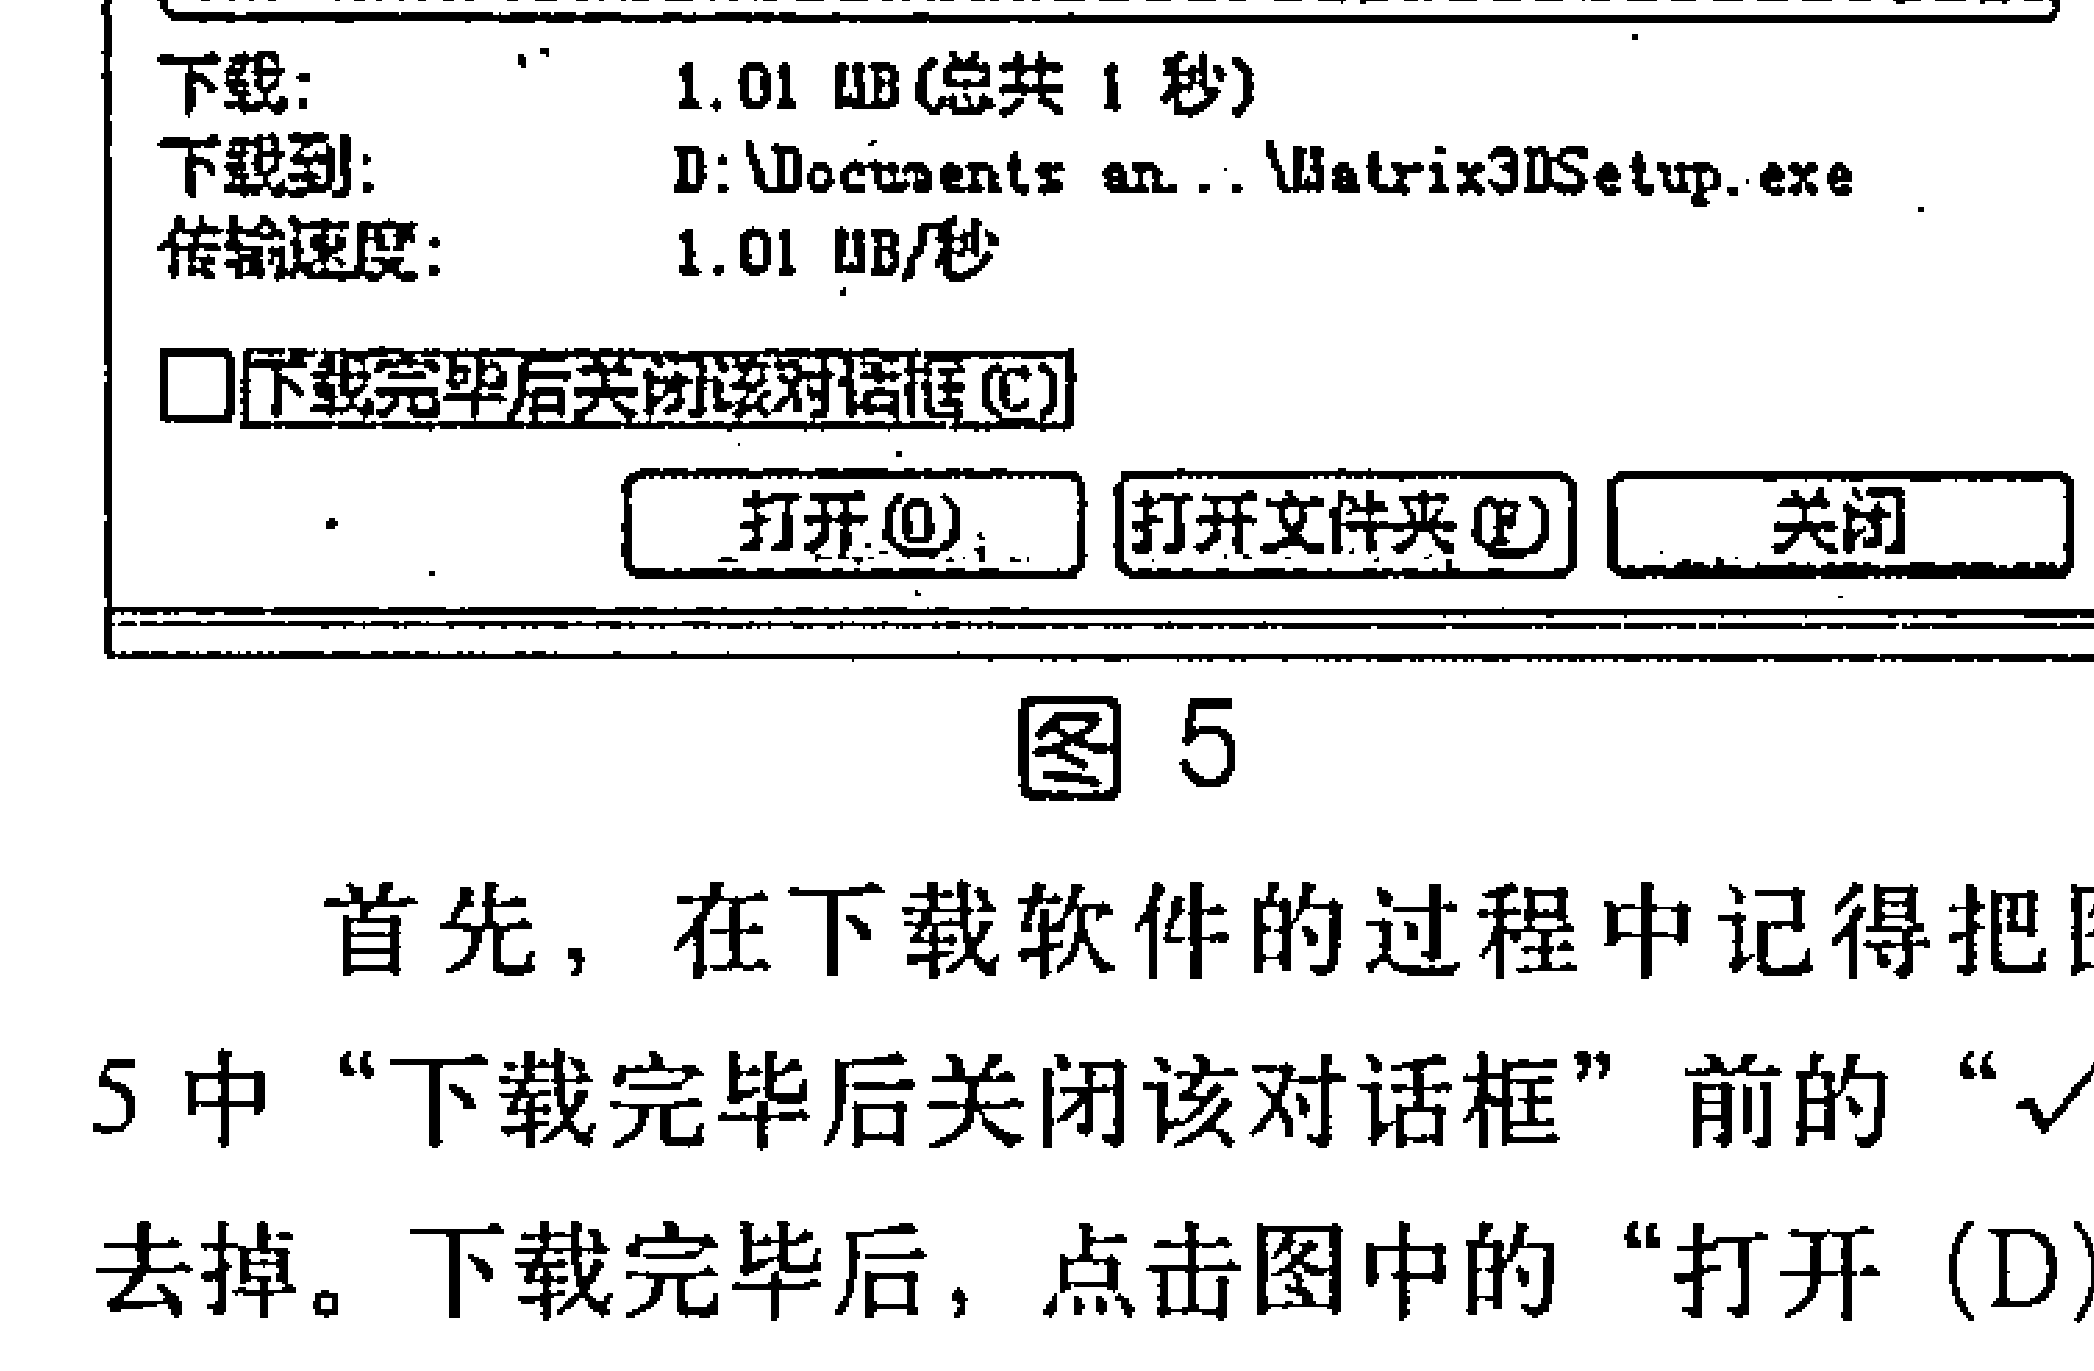 下载: 1.01 MB(总共 1 秒)
下载到: D:\Documents an...\Matrix3DSetup.exe
传输速度: 1.01 MB/秒
下载完毕后关闭该对话框(C)
打开(O) 打开文件夹(F) 关闭
图 5
首先，在下载软件的过程中记得把图
5 中“下载完毕后关闭该对话框”前的“✓
去掉。下载完毕后，点击图中的“打开 (D)